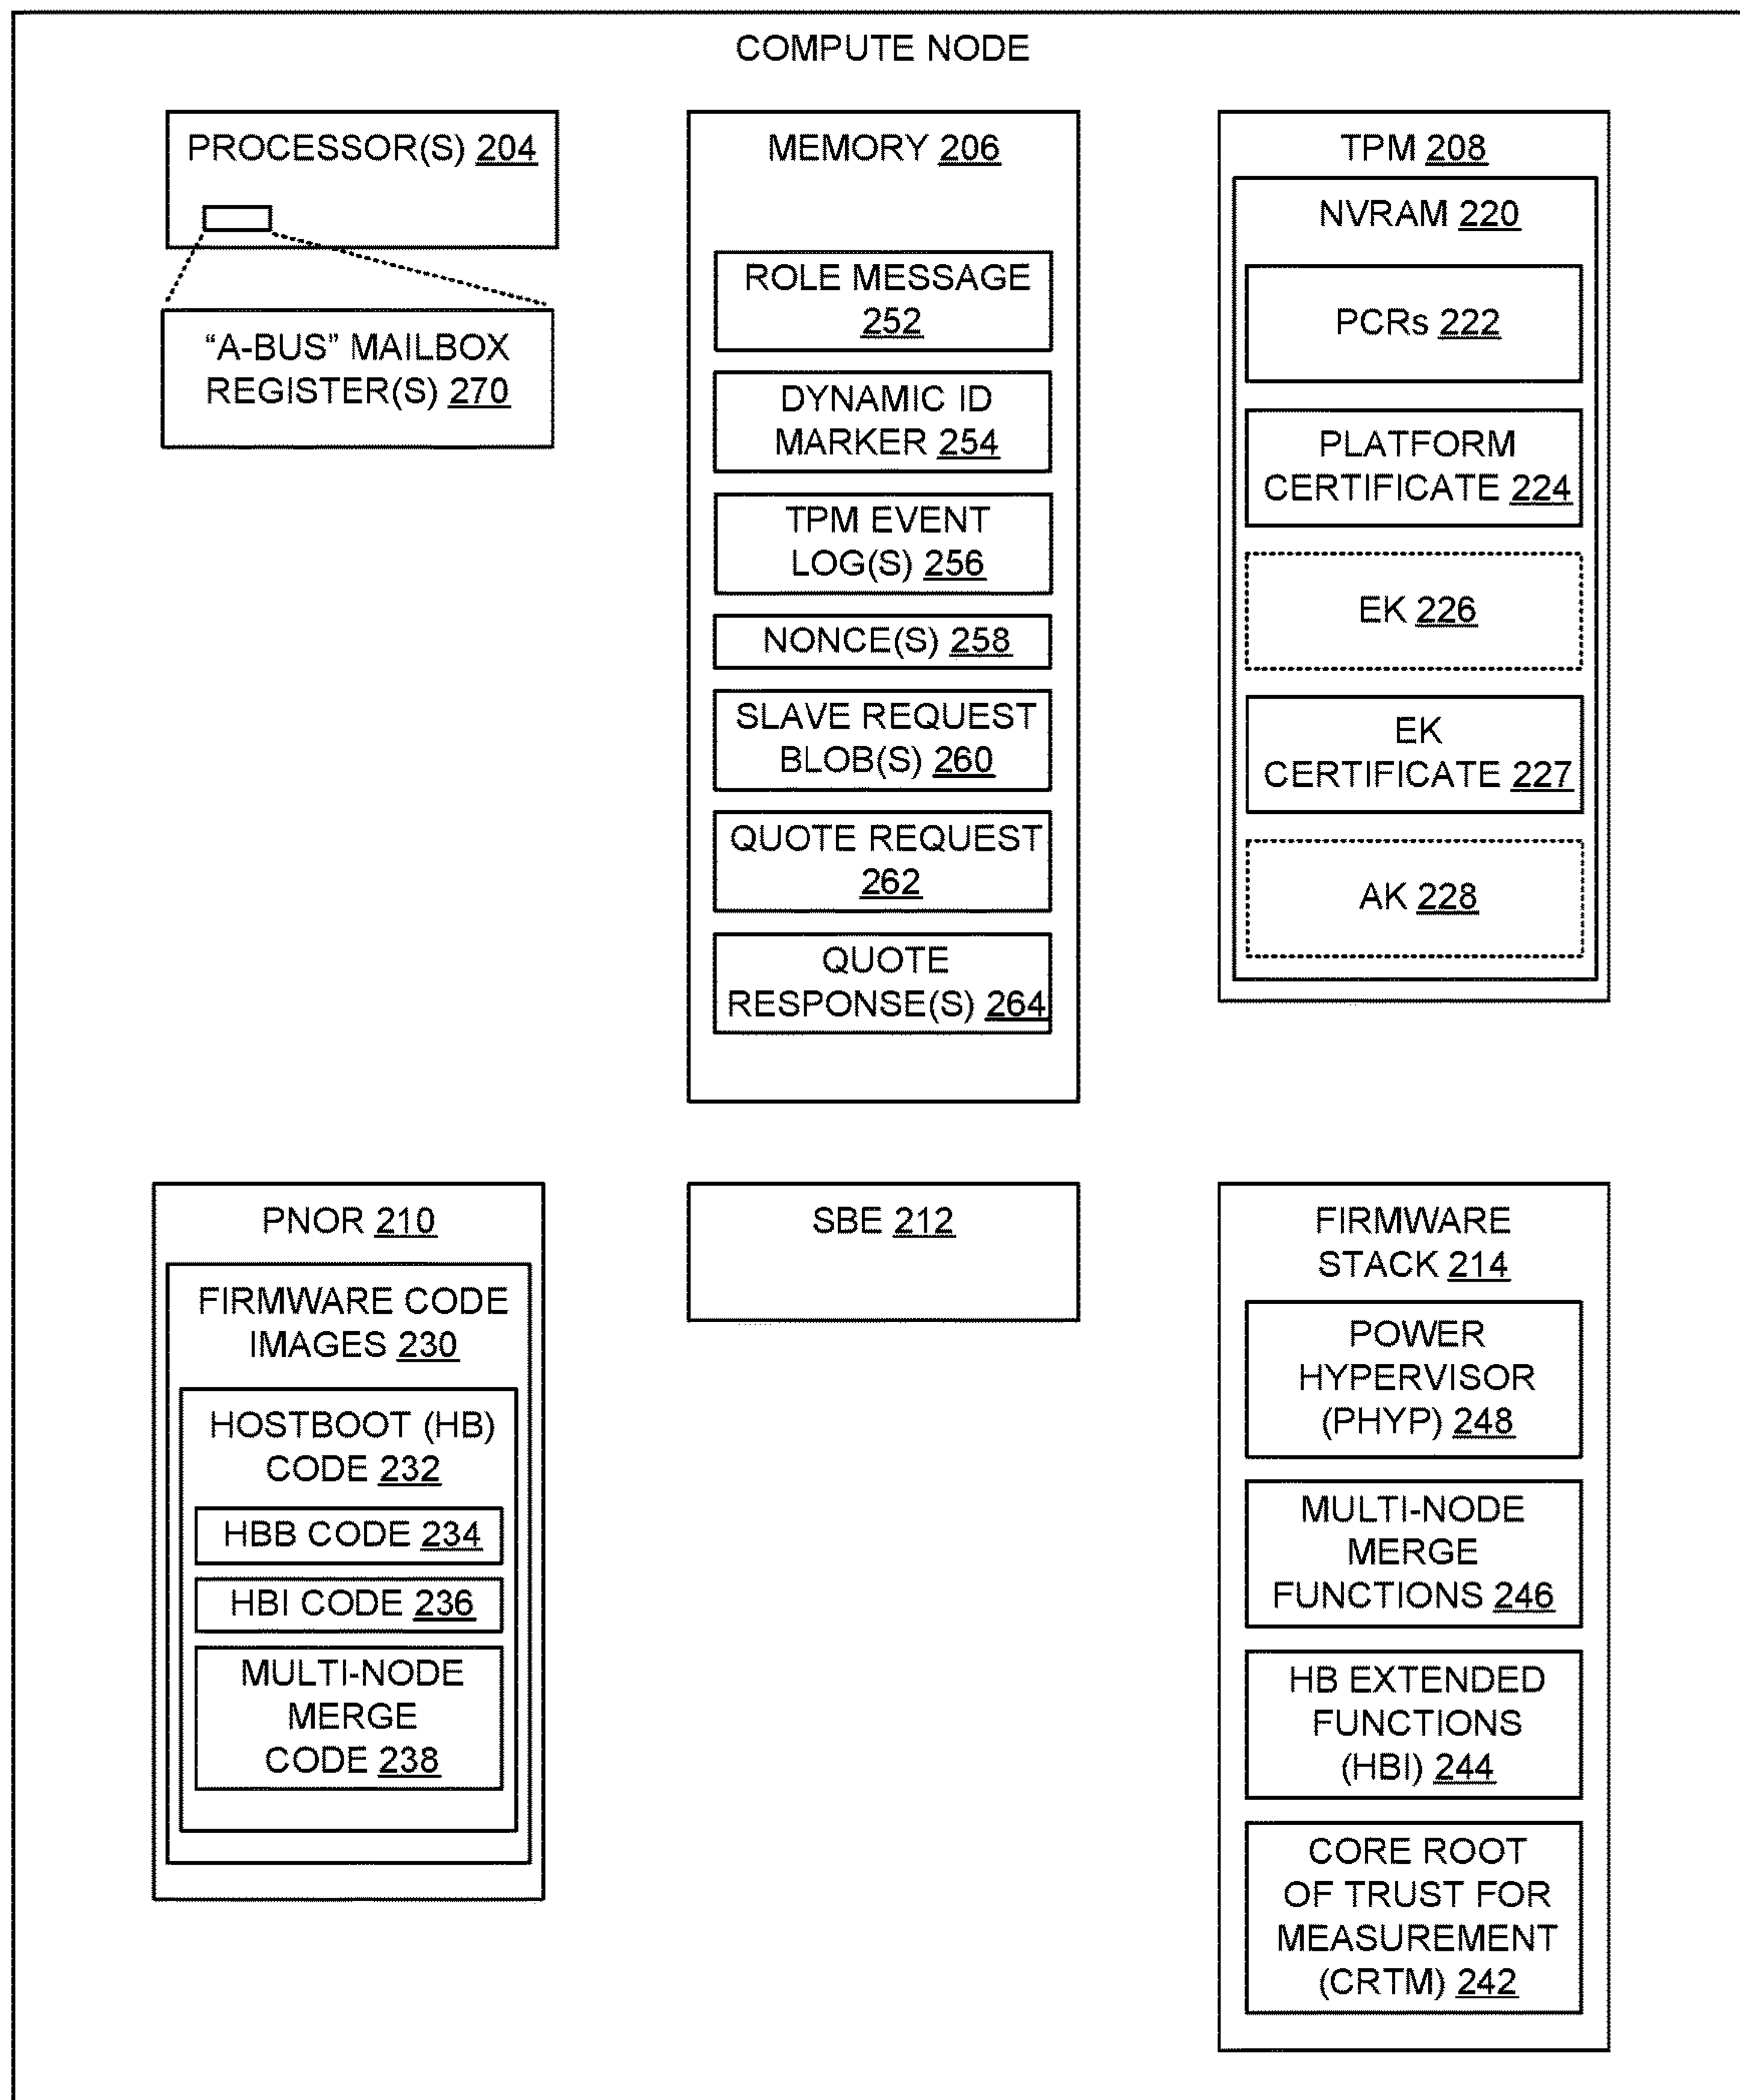 COMPUTE NODE
PROCESSOR(S) 204
"A-BUS" MAILBOX
REGISTER(S) 270
MEMORY 206
ROLE MESSAGE
252
DYNAMIC ID
MARKER 254
TPM EVENT
LOG(S) 256
NONCE(S) 258
SLAVE REQUEST
BLOB(S) 260
QUOTE REQUEST
262
QUOTE
RESPONSE(S) 264
TPM 208
NVRAM 220
PCRs 222
PLATFORM
CERTIFICATE 224
EK 226
EK
CERTIFICATE 227
AK 228
PNOR 210
FIRMWARE CODE
IMAGES 230
HOSTBOOT (HB)
CODE 232
HBB CODE 234
HBI CODE 236
MULTI-NODE
MERGE
CODE 238
SBE 212
FIRMWARE
STACK 214
POWER
HYPERVISOR
(PHYP) 248
MULTI-NODE
MERGE
FUNCTIONS 246
HB EXTENDED
FUNCTIONS
(HBI) 244
CORE ROOT
OF TRUST FOR
MEASUREMENT
(CRTM) 242